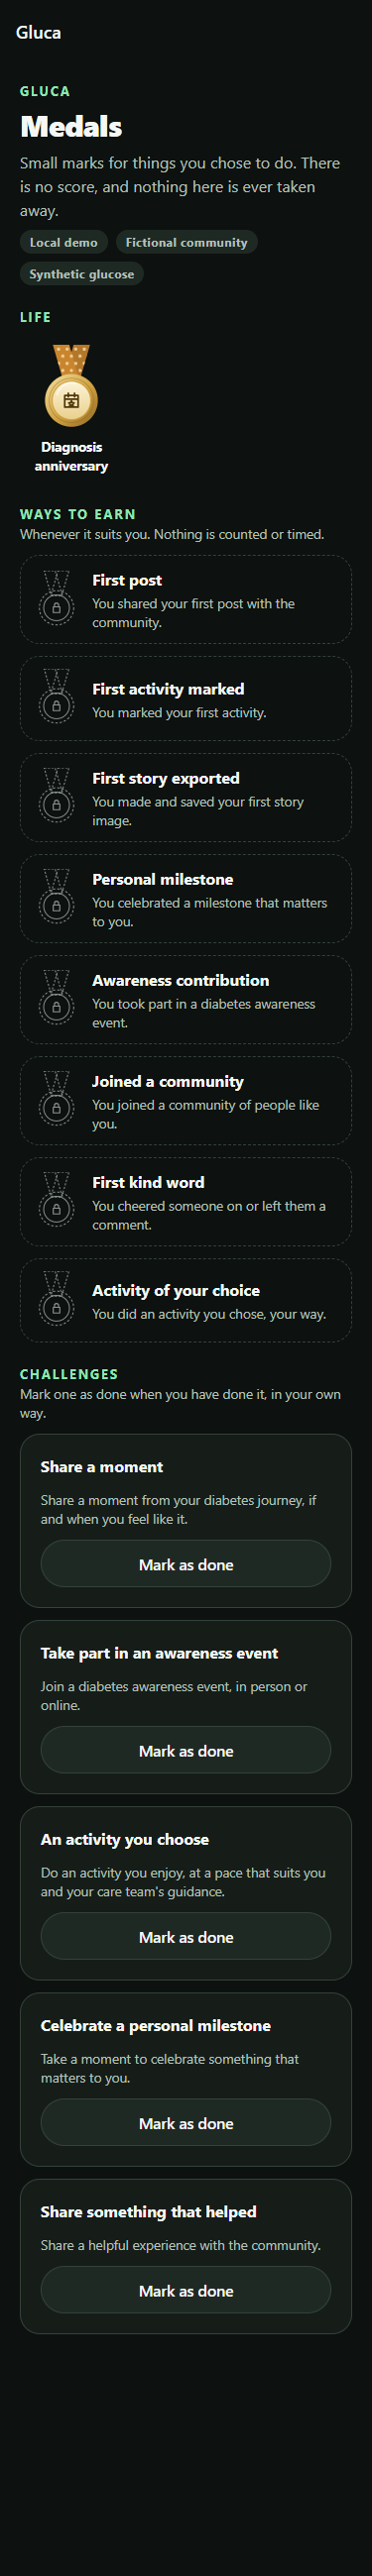 Gluca
GLUCA
Medals
Small marks for things you chose to do. There
is no score, and nothing here is ever taken
away.
Local demo
Fictional community
Synthetic glucose
LIFE
Diagnosis
anniversary
WAYS TO EARN
Whenever it suits you. Nothing is counted or timed.
First post
You shared your first post with the
community.
First activity marked
You marked your first activity.
First story exported
You made and saved your first story
image.
Personal milestone
You celebrated a milestone that matters
to you.
Awareness contribution
You took part in a diabetes awareness
event.
Joined a community
You joined a community of people like
you.
First kind word
You cheered someone on or left them a
comment.
Activity of your choice
You did an activity you chose, your way.
CHALLENGES
Mark one as done when you have done it, in your own
way.
Share a moment
Share a moment from your diabetes journey, if
and when you feel like it.
Mark as done
Take part in an awareness event
Join a diabetes awareness event, in person or
online.
Mark as done
An activity you choose
Do an activity you enjoy, at a pace that suits you
and your care team's guidance.
Mark as done
Celebrate a personal milestone
Take a moment to celebrate something that
matters to you.
Mark as done
Share something that helped
Share a helpful experience with the community.
Mark as done